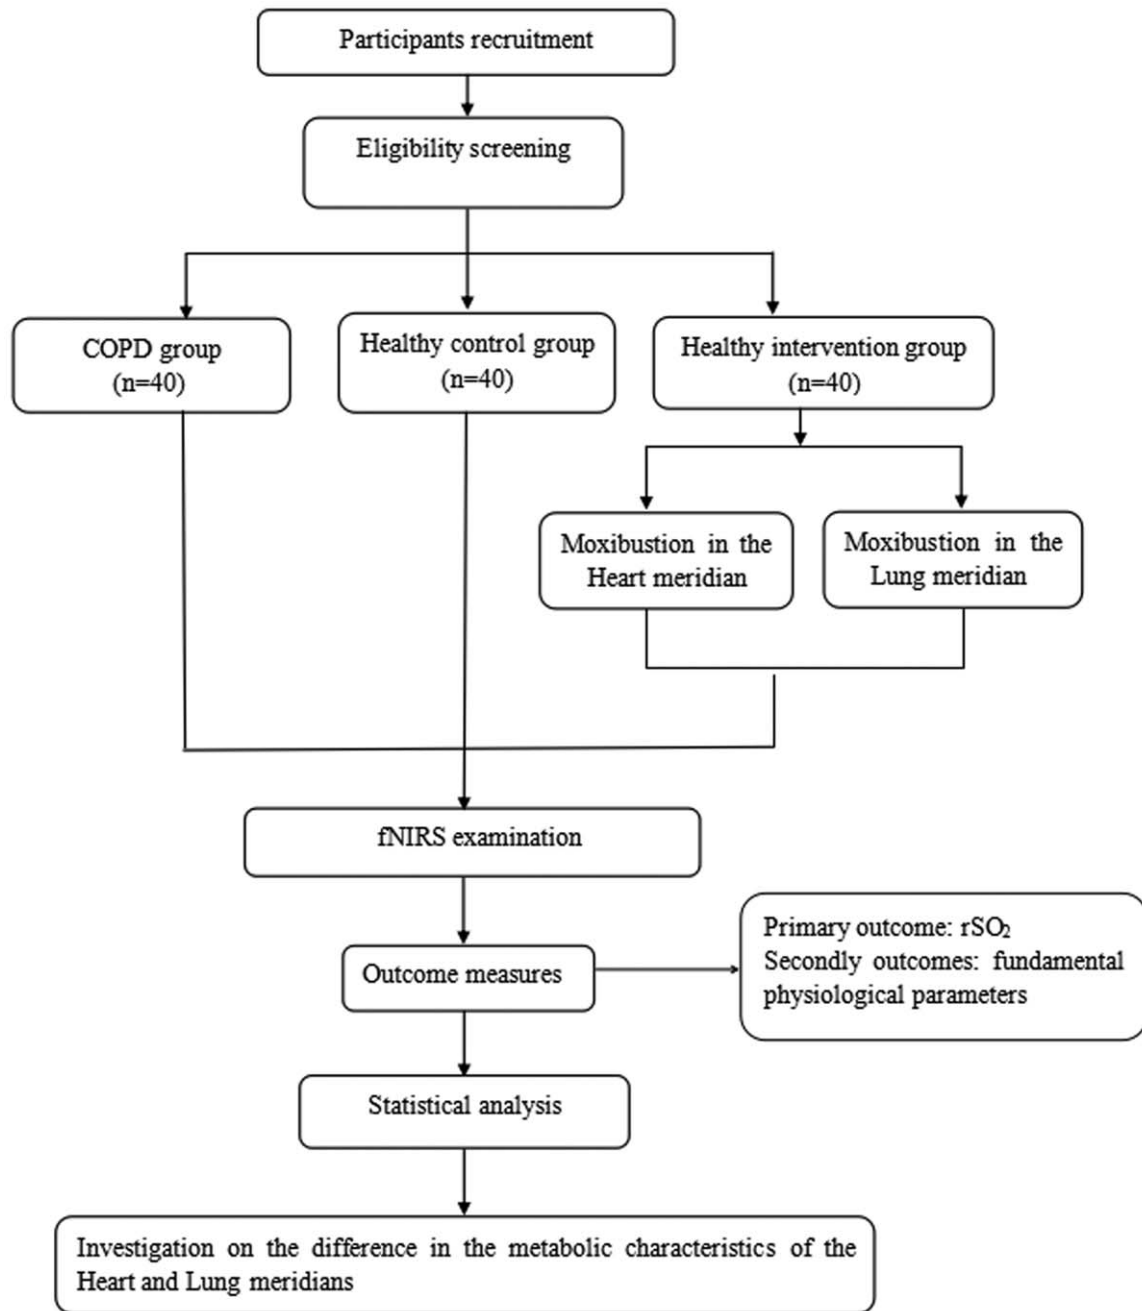 Participants recruitment
Eligibility screening
COPD group
(n=40)
Healthy control group
(n=40)
Healthy intervention group
(n=40)
Moxibustion in the
Heart meridian
Moxibustion in the
Lung meridian
fNIRS examination
Outcome measures
Primary outcome: rSO₂
Secondly outcomes: fundamental
physiological parameters
Statistical analysis
Investigation on the difference in the metabolic characteristics of the
Heart and Lung meridians